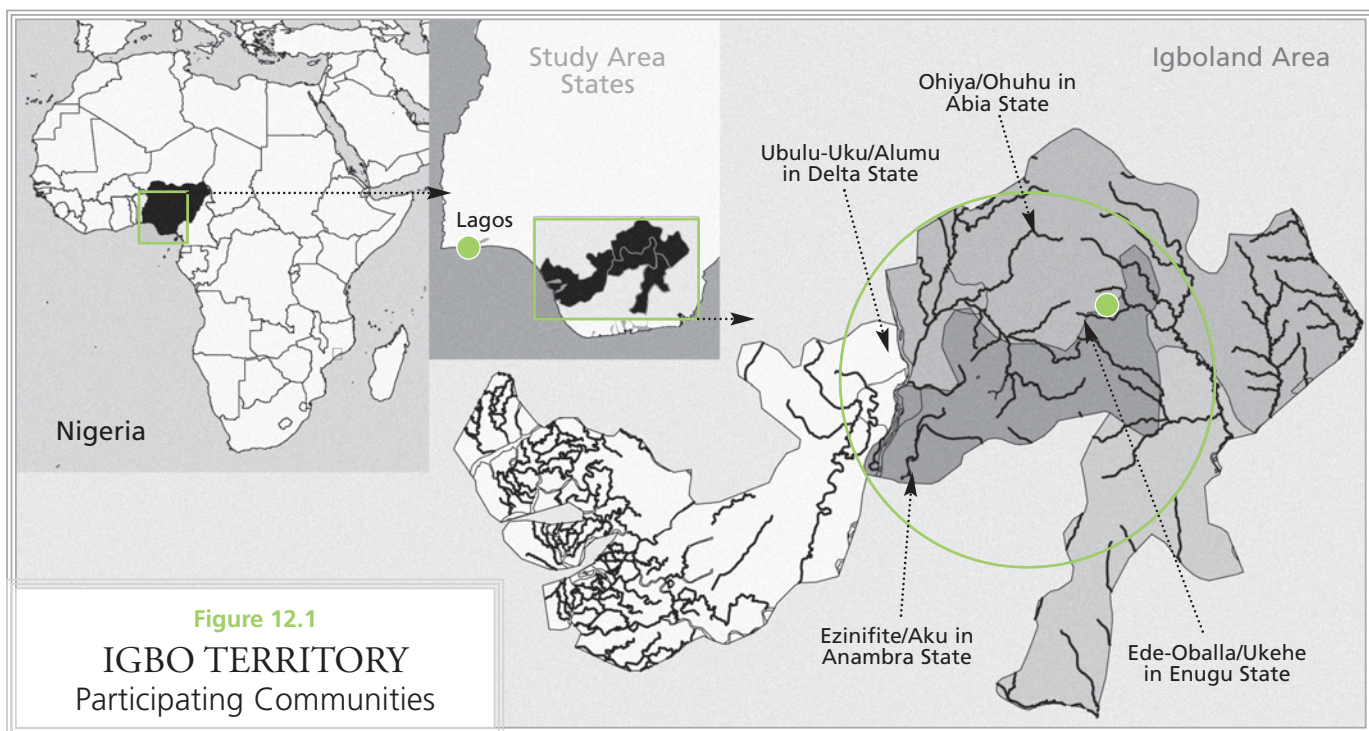 Study Area
States
Igboland Area
Ohiya/Ohuhu in
Abia State
Ubulu-Uku/Alumu
in Delta State
Lagos
Nigeria
Ezinifite/Aku in
Anambra State
Ede-Oballa/Ukehe
in Enugu State
Figure 12.1
IGBO TERRITORY
Participating Communities